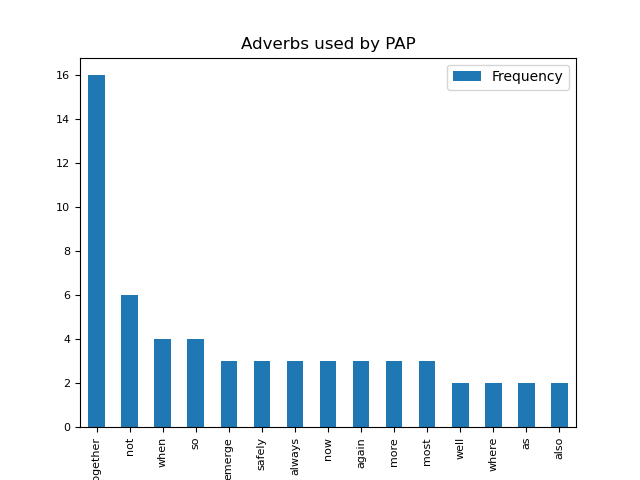 Adverbs used by PAP
Frequency
16
14
12
10
8
6
4
2
0
ogether
not
when
so
emerge
safely
always
now
again
more
most
well
where
as
also